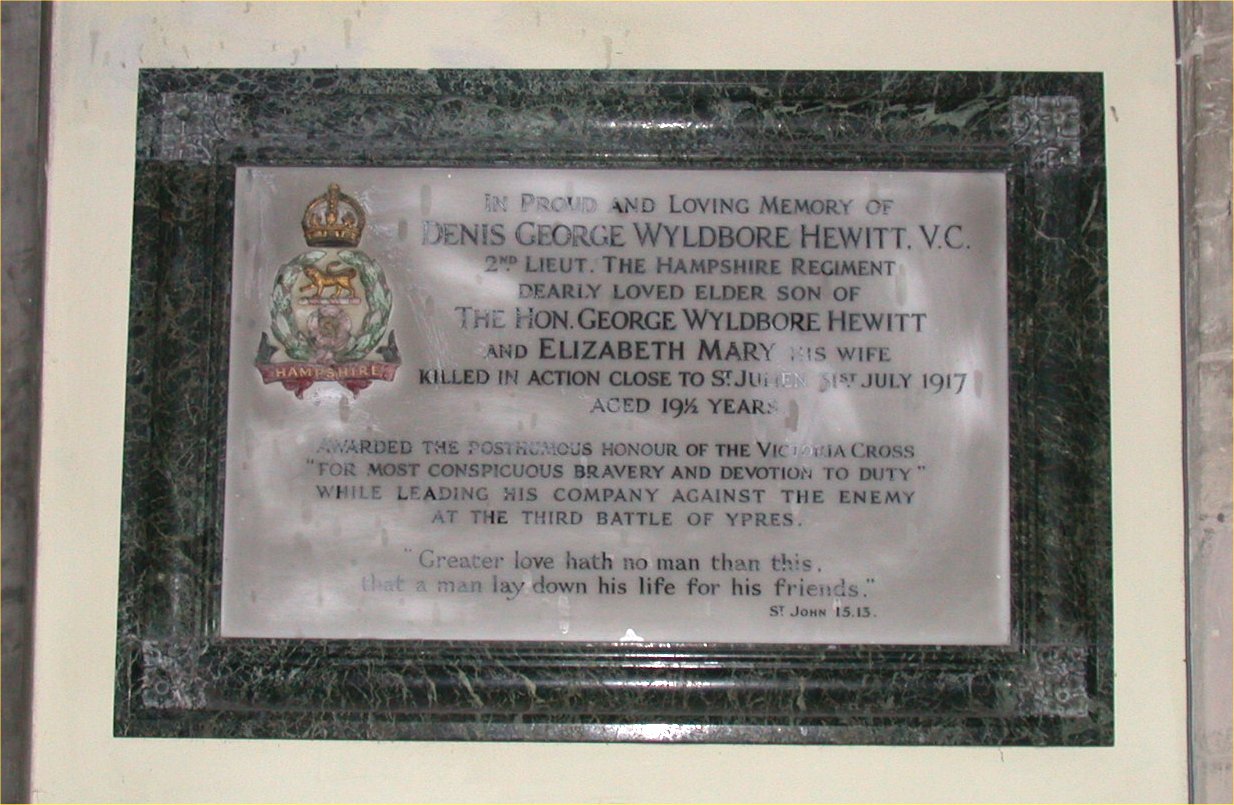 IN PROUD AND LOVING MEMORY OF
DENIS GEORGE WYLDBORE HEWITT, V.C.
2ND LIEUT. THE HAMPSHIRE REGIMENT
DEARLY LOVED ELDER SON OF
THE HON. GEORGE WYLDBORE HEWITT
AND ELIZABETH MARY HIS WIFE
KILLED IN ACTION CLOSE TO ST. JULIEN 31ST JULY 1917
AGED 19½ YEARS
HAMPSHIRE
AWARDED THE POSTHUMOUS HONOUR OF THE VICTORIA CROSS
"FOR MOST CONSPICUOUS BRAVERY AND DEVOTION TO DUTY"
WHILE LEADING HIS COMPANY AGAINST THE ENEMY
AT THE THIRD BATTLE OF YPRES.
"Greater love hath no man than this,
that a man lay down his life for his friends."
ST JOHN 15.13.